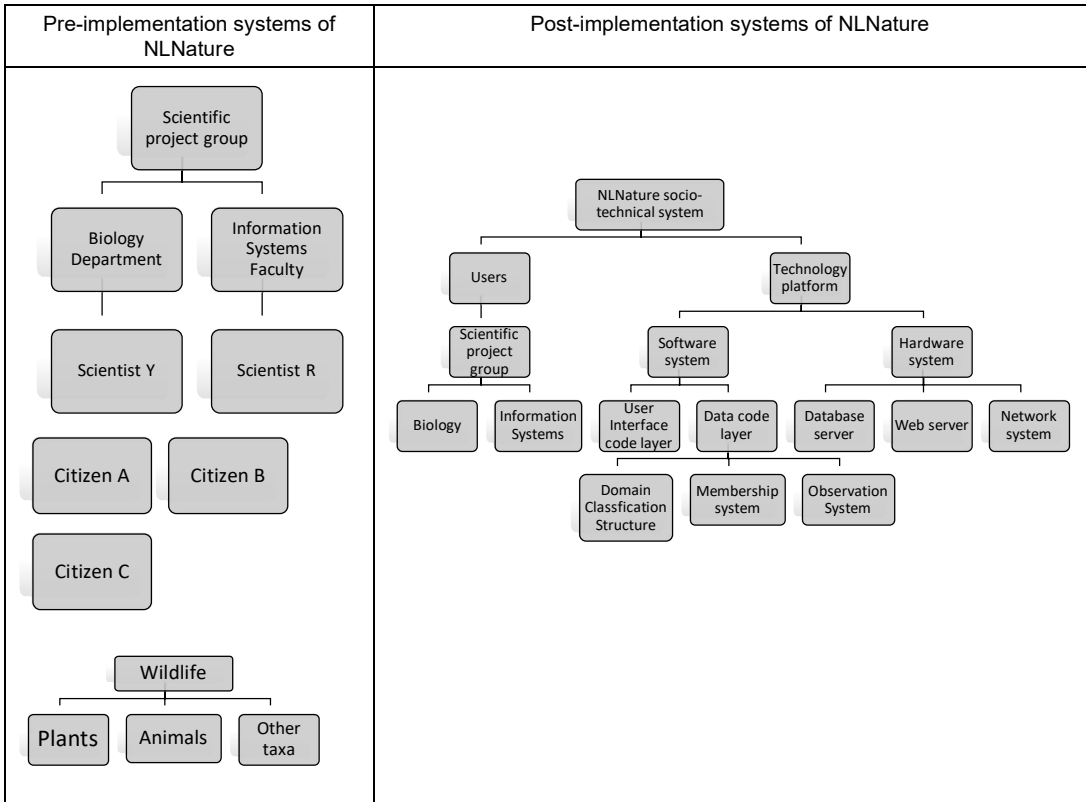 Pre-implementation systems of
NLNature
Post-implementation systems of NLNature
Scientific
project group
Biology
Department
Information
Systems
Faculty
Scientist Y
Scientist R
Citizen A
Citizen B
Citizen C
Wildlife
Plants
Animals
Other
taxa
NLNature socio-
technical system
Users
Technology
platform
Scientific
project
group
Software
system
Hardware
system
Biology
Information
Systems
User
Interface
code layer
Data code
layer
Database
server
Web server
Network
system
Domain
Classfication
Structure
Membership
system
Observation
System